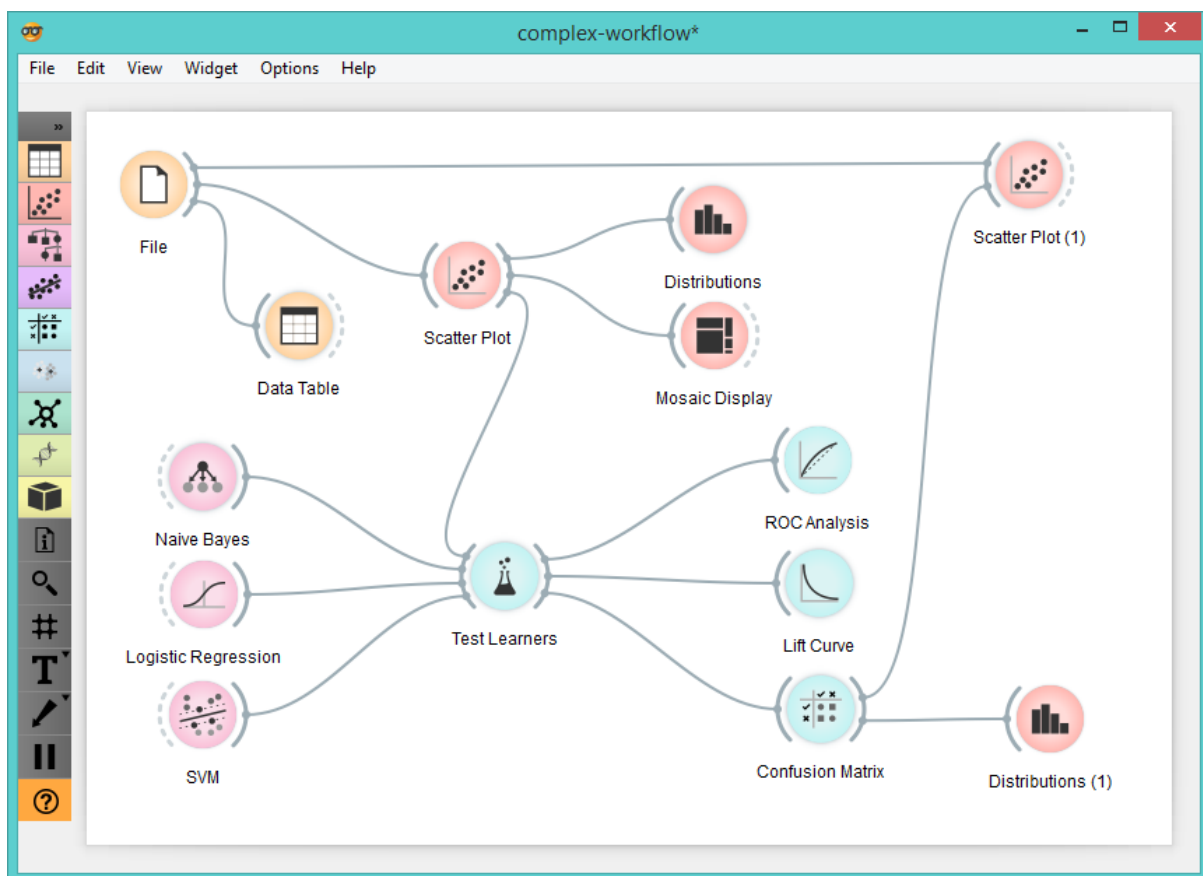 complex-workflow*
File Edit View Widget Options Help
File
Scatter Plot (1)
Distributions
Scatter Plot
Data Table
Mosaic Display
Naive Bayes
ROC Analysis
Logistic Regression
Test Learners
Lift Curve
SVM
Confusion Matrix
Distributions (1)